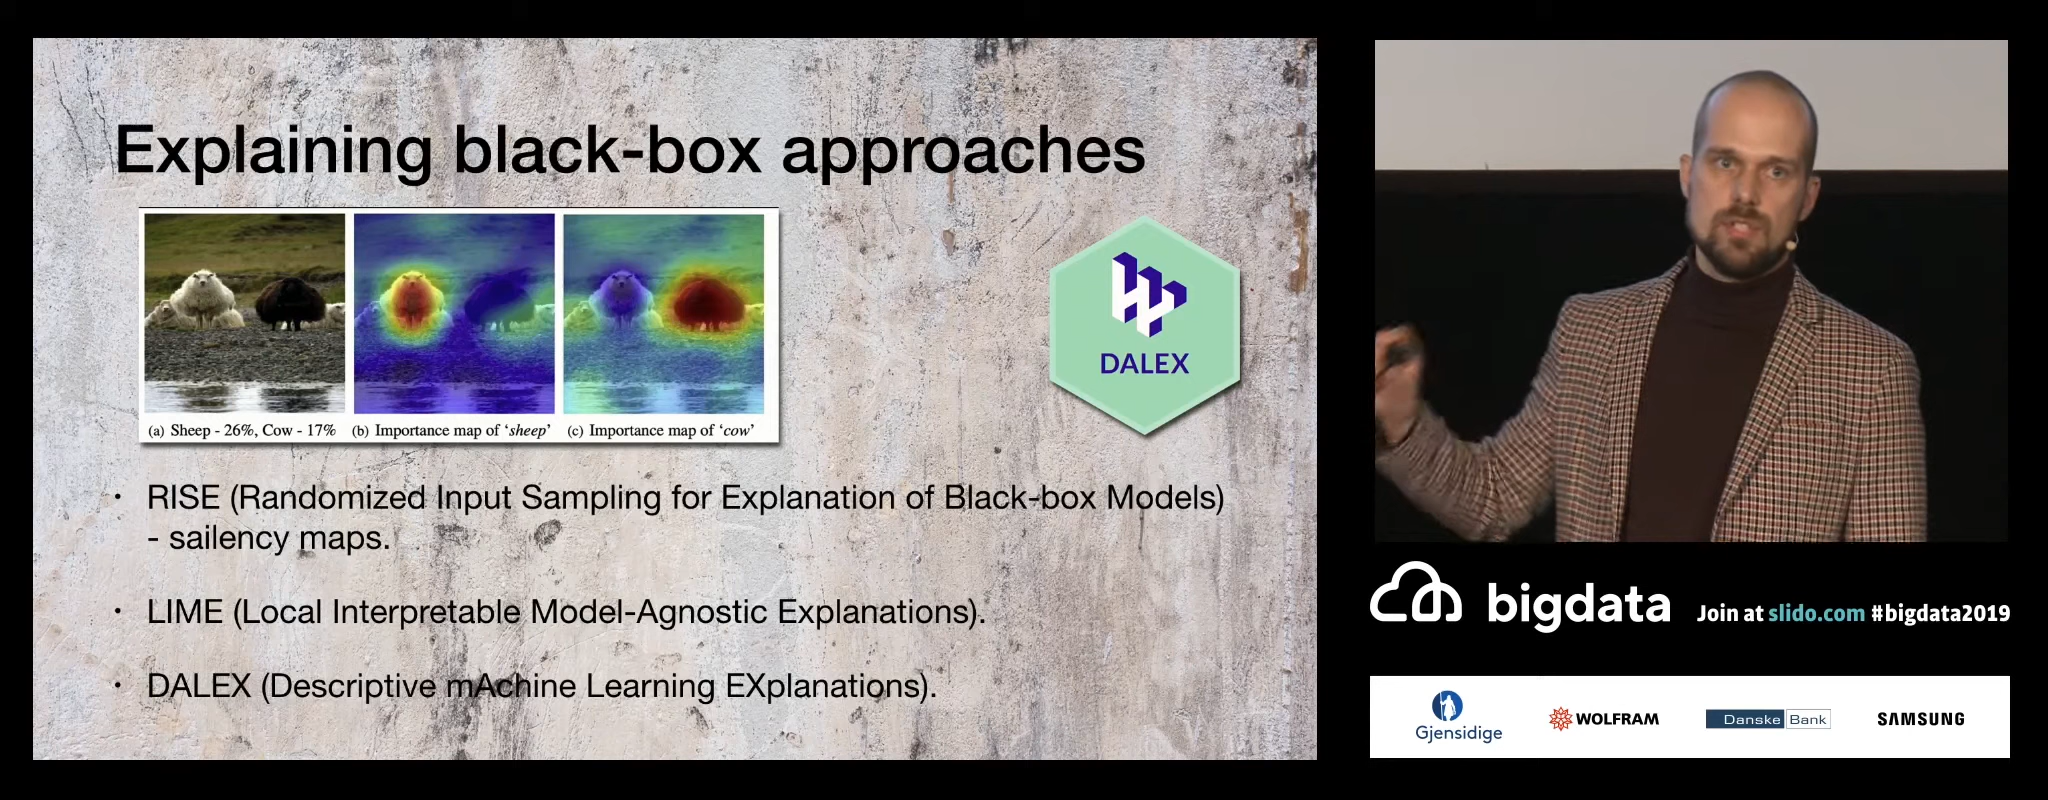 Explaining black-box approaches
(a) Sheep - 26%, Cow - 17%
(b) Importance map of ‘sheep’
(c) Importance map of ‘cow’
DALEX
• RISE (Randomized Input Sampling for Explanation of Black-box Models)
- sailency maps.
• LIME (Local Interpretable Model-Agnostic Explanations).
• DALEX (Descriptive mAchine Learning EXplanations).
bigdata
Join at slido.com #bigdata2019
Gjensidige
WOLFRAM
Danske Bank
SAMSUNG